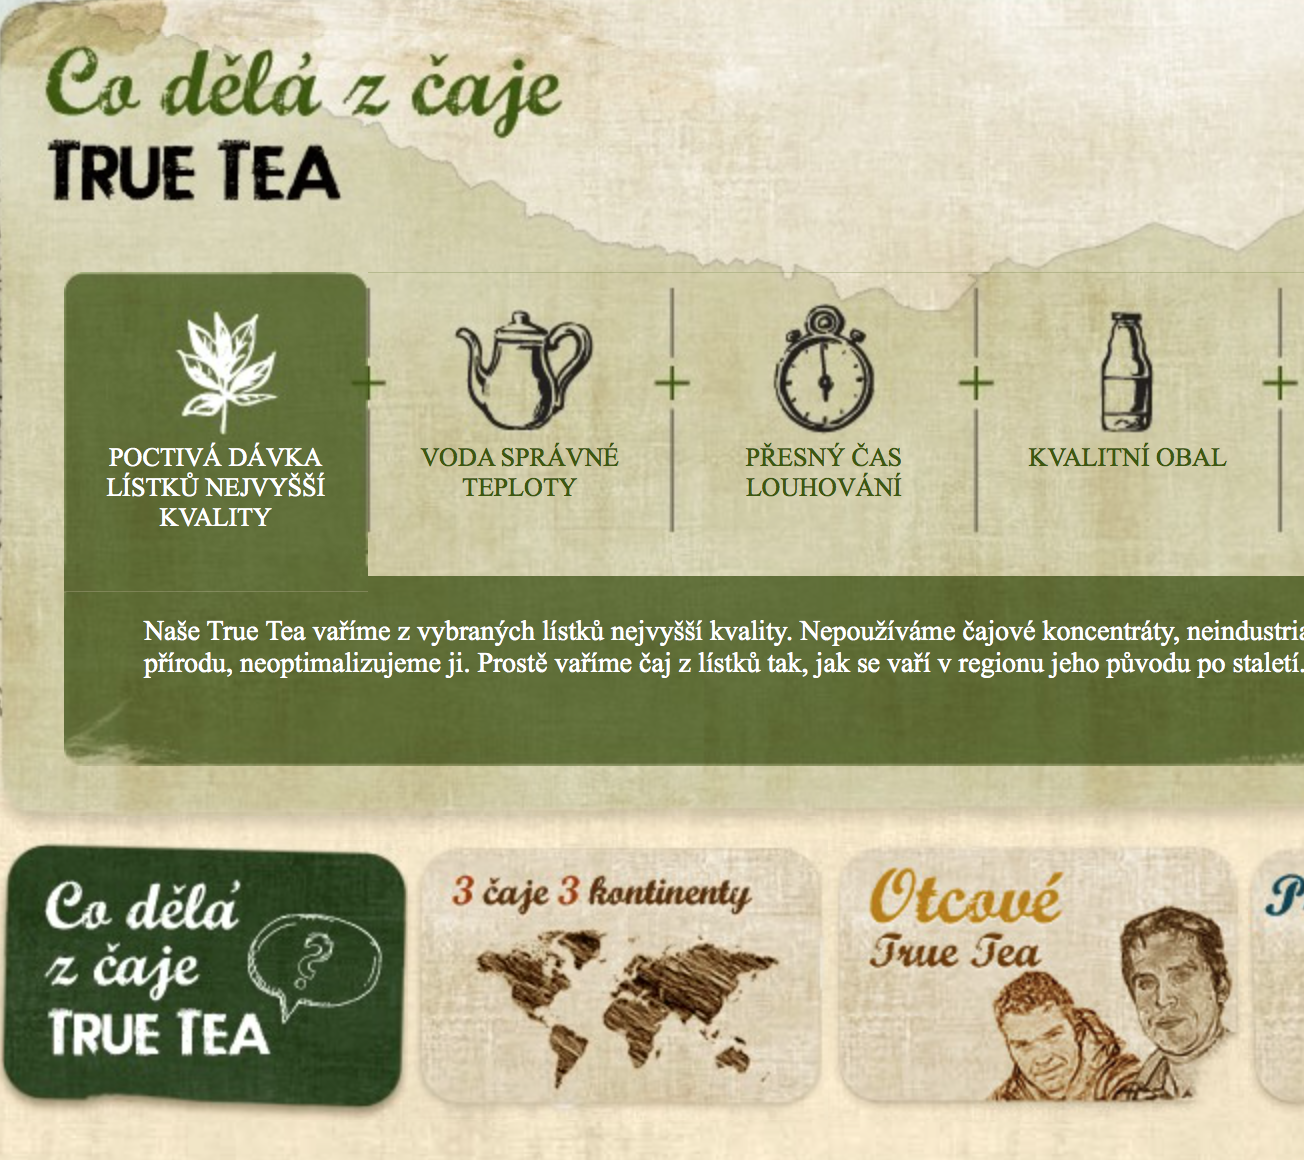 Co dělá z čaje
TRUE TEA
POCTIVÁ DÁVKA
LÍSTKŮ NEJVYŠŠÍ
KVALITY
VODA SPRÁVNÉ
TEPLOTY
PŘESNÝ ČAS
LOUHOVÁNÍ
KVALITNÍ OBAL
Naše True Tea vaříme z vybraných lístků nejvyšší kvality. Nepoužíváme čajové koncentráty,
přírodu, neoptimalizujeme ji. Prostě vaříme čaj z lístků tak, jak se vaří v regionu jeho původu po staletí.
Co dělá
z čaje
TRUE TEA
?
3 čaje 3 kontinenty
Otcové
True Tea